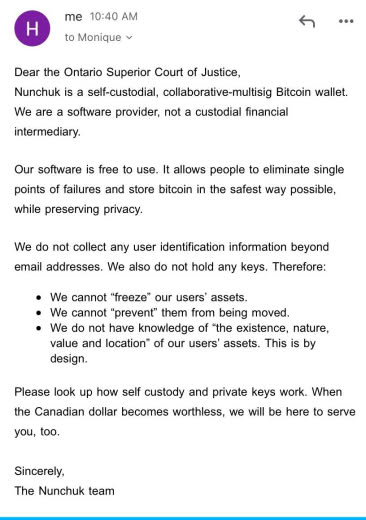 H
me 10:40 AM
to Monique
Dear the Ontario Superior Court of Justice,
Nunchuk is a self-custodial, collaborative-multisig Bitcoin wallet.
We are a software provider, not a custodial financial
intermediary.
Our software is free to use. It allows people to eliminate single
points of failures and store bitcoin in the safest way possible,
while preserving privacy.
We do not collect any user identification information beyond
email addresses. We also do not hold any keys. Therefore:
• We cannot “freeze” our users’ assets.
• We cannot “prevent” them from being moved.
• We do not have knowledge of “the existence, nature,
value and location” of our users’ assets. This is by
design.
Please look up how self custody and private keys work. When
the Canadian dollar becomes worthless, we will be here to serve
you, too.
Sincerely,
The Nunchuk team